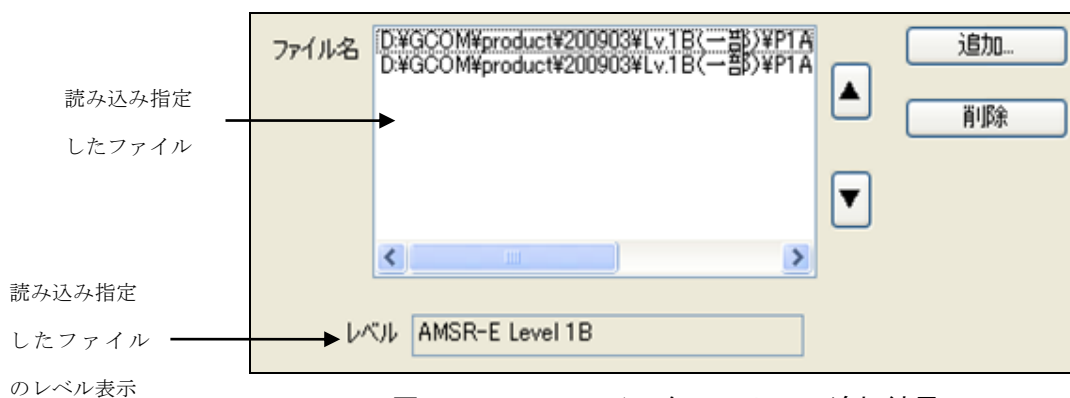 ファイル名
D:¥GCOM¥product¥200903¥Lv.1B(一部)¥P1A
D:¥GCOM¥product¥200903¥Lv.1B(一部)¥P1A
追加...
▲
削除
▼
読み込み指定
したファイル
レベル AMSR-E Level 1B
読み込み指定
したファイル
のレベル表示